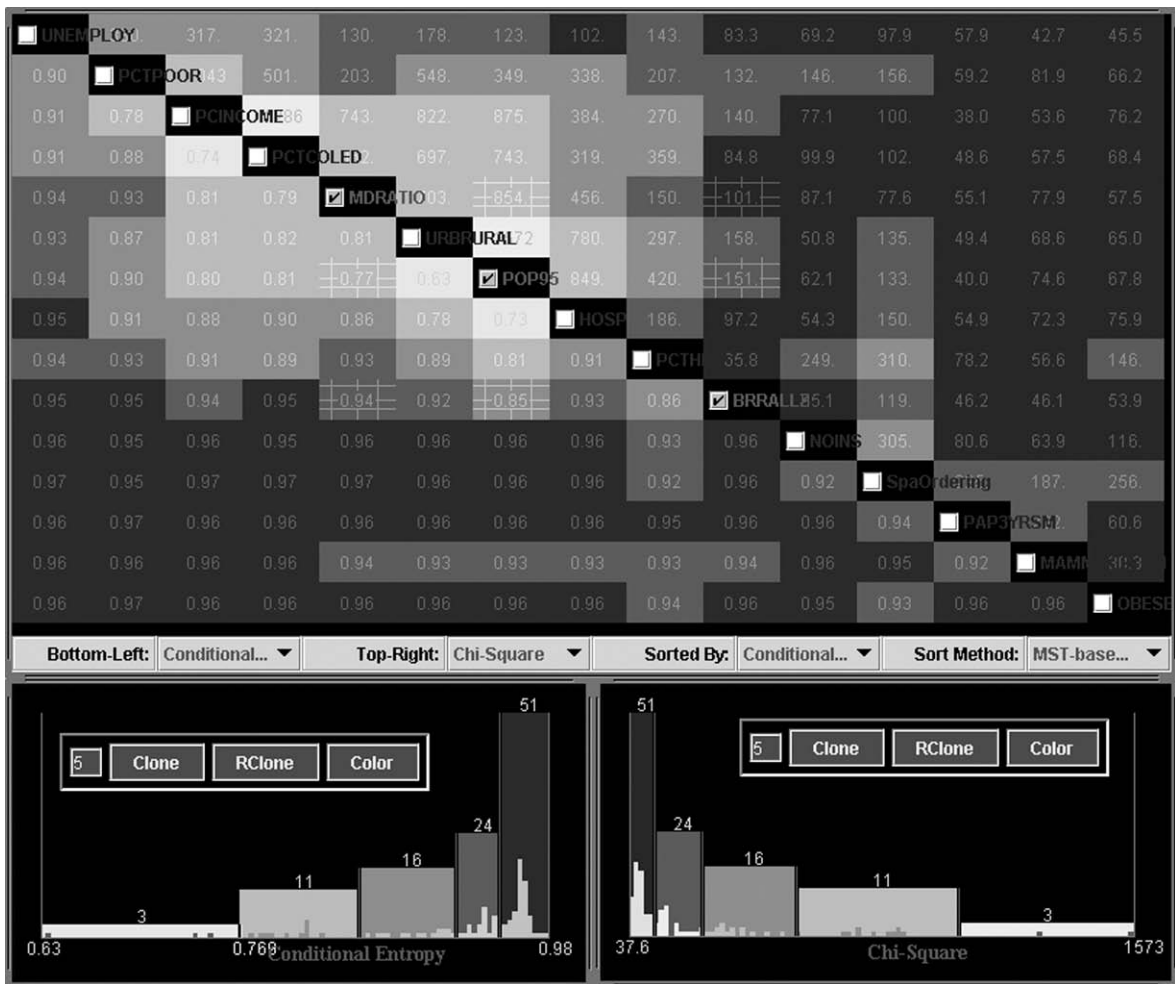 UNEMPLOY 317. 321. 130. 178. 123. 102. 143. 83.3 69.2 97.9 57.9 42.7 45.5
0.90 PCTPOOR 43 501. 203. 548. 349. 338. 207. 132. 146. 156. 59.2 81.9 66.2
0.91 0.78 PCINCOME 86 743. 822. 875. 384. 270. 140. 77.1 100. 38.0 53.6 76.2
0.91 0.88 0.74 PCTCOLED 2. 697. 743. 319. 359. 84.8 99.9 102. 48.6 57.5 68.4
0.94 0.93 0.81 0.79 MDRATIO 03. 854. 456. 150. 101. 87.1 77.6 55.1 77.9 57.5
0.93 0.87 0.81 0.82 0.81 URBRURAL 72 780. 297. 158. 50.8 135. 49.4 68.6 65.0
0.94 0.90 0.80 0.81 0.77 0.63 POP95 849. 420. 151. 62.1 133. 40.0 74.6 67.8
0.95 0.91 0.88 0.90 0.86 0.78 0.73 HOSP 186. 97.2 54.3 150. 54.9 72.3 75.9
0.94 0.93 0.91 0.89 0.93 0.89 0.81 0.91 PCTHI 35.8 249. 310. 78.2 56.6 146.
0.95 0.95 0.94 0.95 0.94 0.92 0.85 0.93 0.86 BRRALL 5.1 119. 46.2 46.1 53.9
0.96 0.95 0.96 0.95 0.96 0.96 0.96 0.96 0.93 0.96 NOINS 305. 80.6 63.9 116.
0.97 0.95 0.97 0.97 0.97 0.96 0.96 0.96 0.92 0.96 0.92 SpaOrdering 187. 256.
0.96 0.97 0.96 0.96 0.96 0.96 0.96 0.96 0.95 0.96 0.96 0.94 PAP3YRSM 2. 60.6
0.96 0.96 0.96 0.96 0.94 0.93 0.93 0.93 0.93 0.94 0.96 0.95 0.92 MAMM 30.3
0.96 0.97 0.96 0.96 0.96 0.96 0.96 0.96 0.94 0.96 0.95 0.93 0.96 0.96 OBESE
Bottom-Left: Conditional... Top-Right: Chi-Square Sorted By: Conditional... Sort Method: MST-base...
51
5 Clone RClone Color
24
16
11
3
0.63 0.769 Conditional Entropy 0.98
51
5 Clone RClone Color
24
16
11
3
37.6 Chi-Square 1573